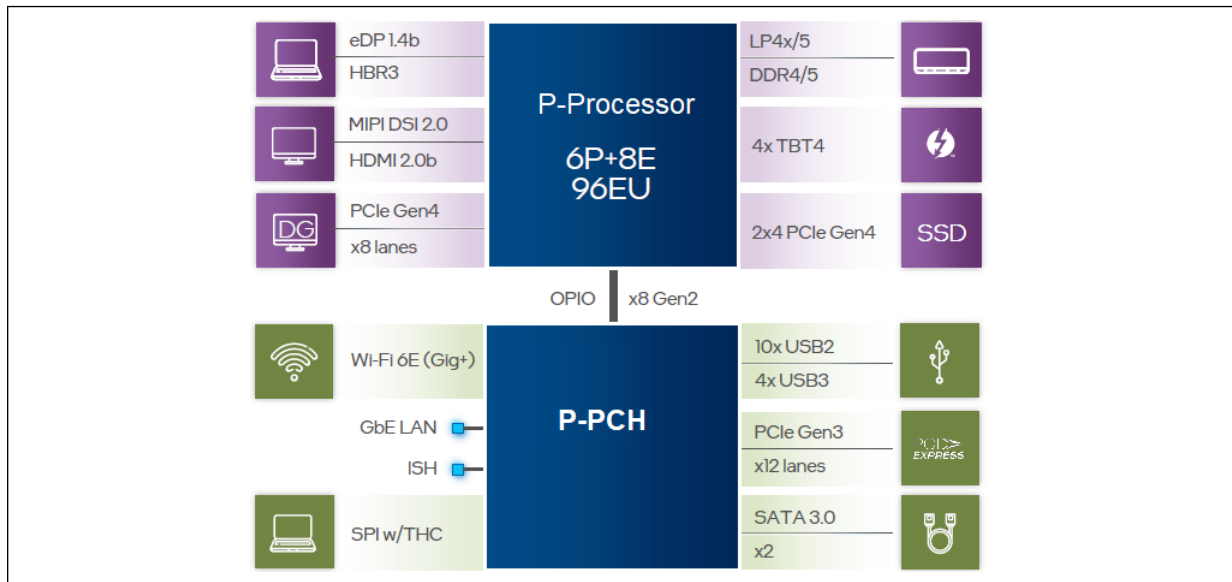 eDP 1.4b
HBR3
MIPI DSI 2.0
HDMI 2.0b
DG
PCIe Gen4
x8 lanes
P-Processor
6P+8E
96EU
LP4x/5
DDR4/5
4x TBT4
2x4 PCIe Gen4
SSD
OPIO
x8 Gen2
Wi-Fi 6E (Gig+)
GbE LAN
ISH
SPI w/THC
P-PCH
10x USB2
4x USB3
PCIe Gen3
x12 lanes
PCI
EXPRESS
SATA 3.0
x2